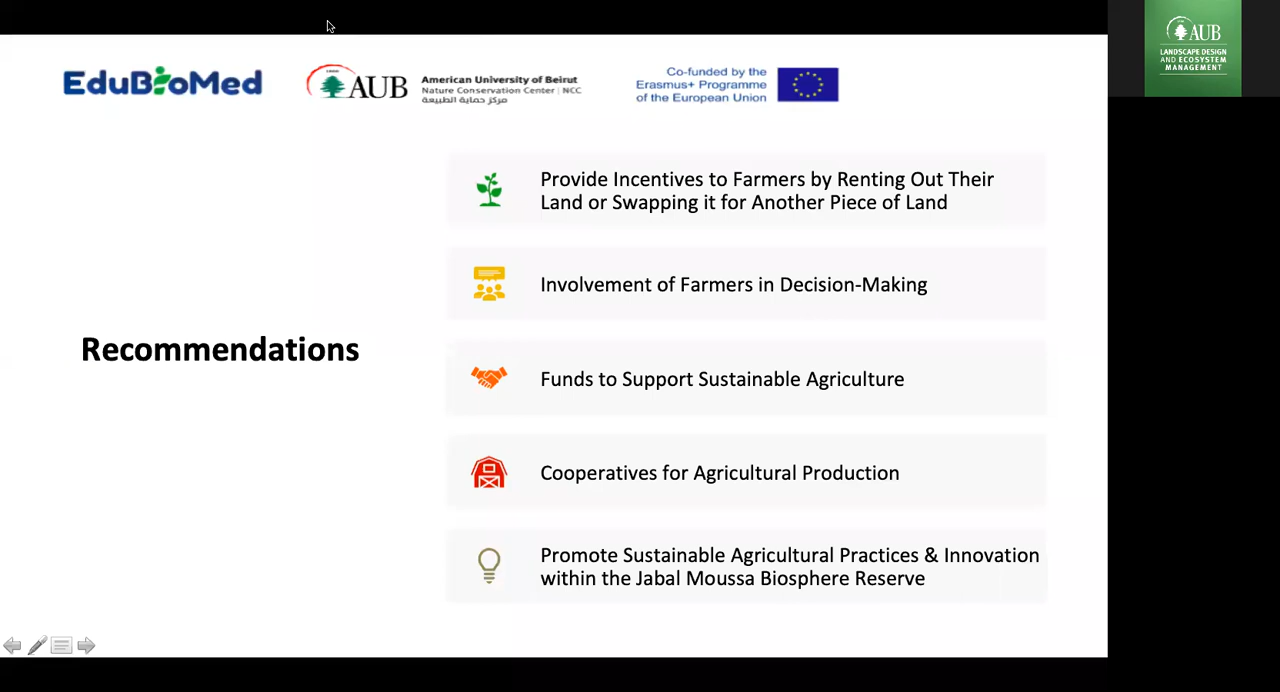 EduBioMed
AUB
American University of Beirut
Nature Conservation Center | NCC
مركز حماية الطبيعة
Co-funded by the
Erasmus+ Programme
of the European Union
AUB
LANDSCAPE DESIGN
AND ECOSYSTEM
MANAGEMENT
Recommendations
Provide Incentives to Farmers by Renting Out Their
Land or Swapping it for Another Piece of Land
Involvement of Farmers in Decision-Making
Funds to Support Sustainable Agriculture
Cooperatives for Agricultural Production
Promote Sustainable Agricultural Practices & Innovation
within the Jabal Moussa Biosphere Reserve